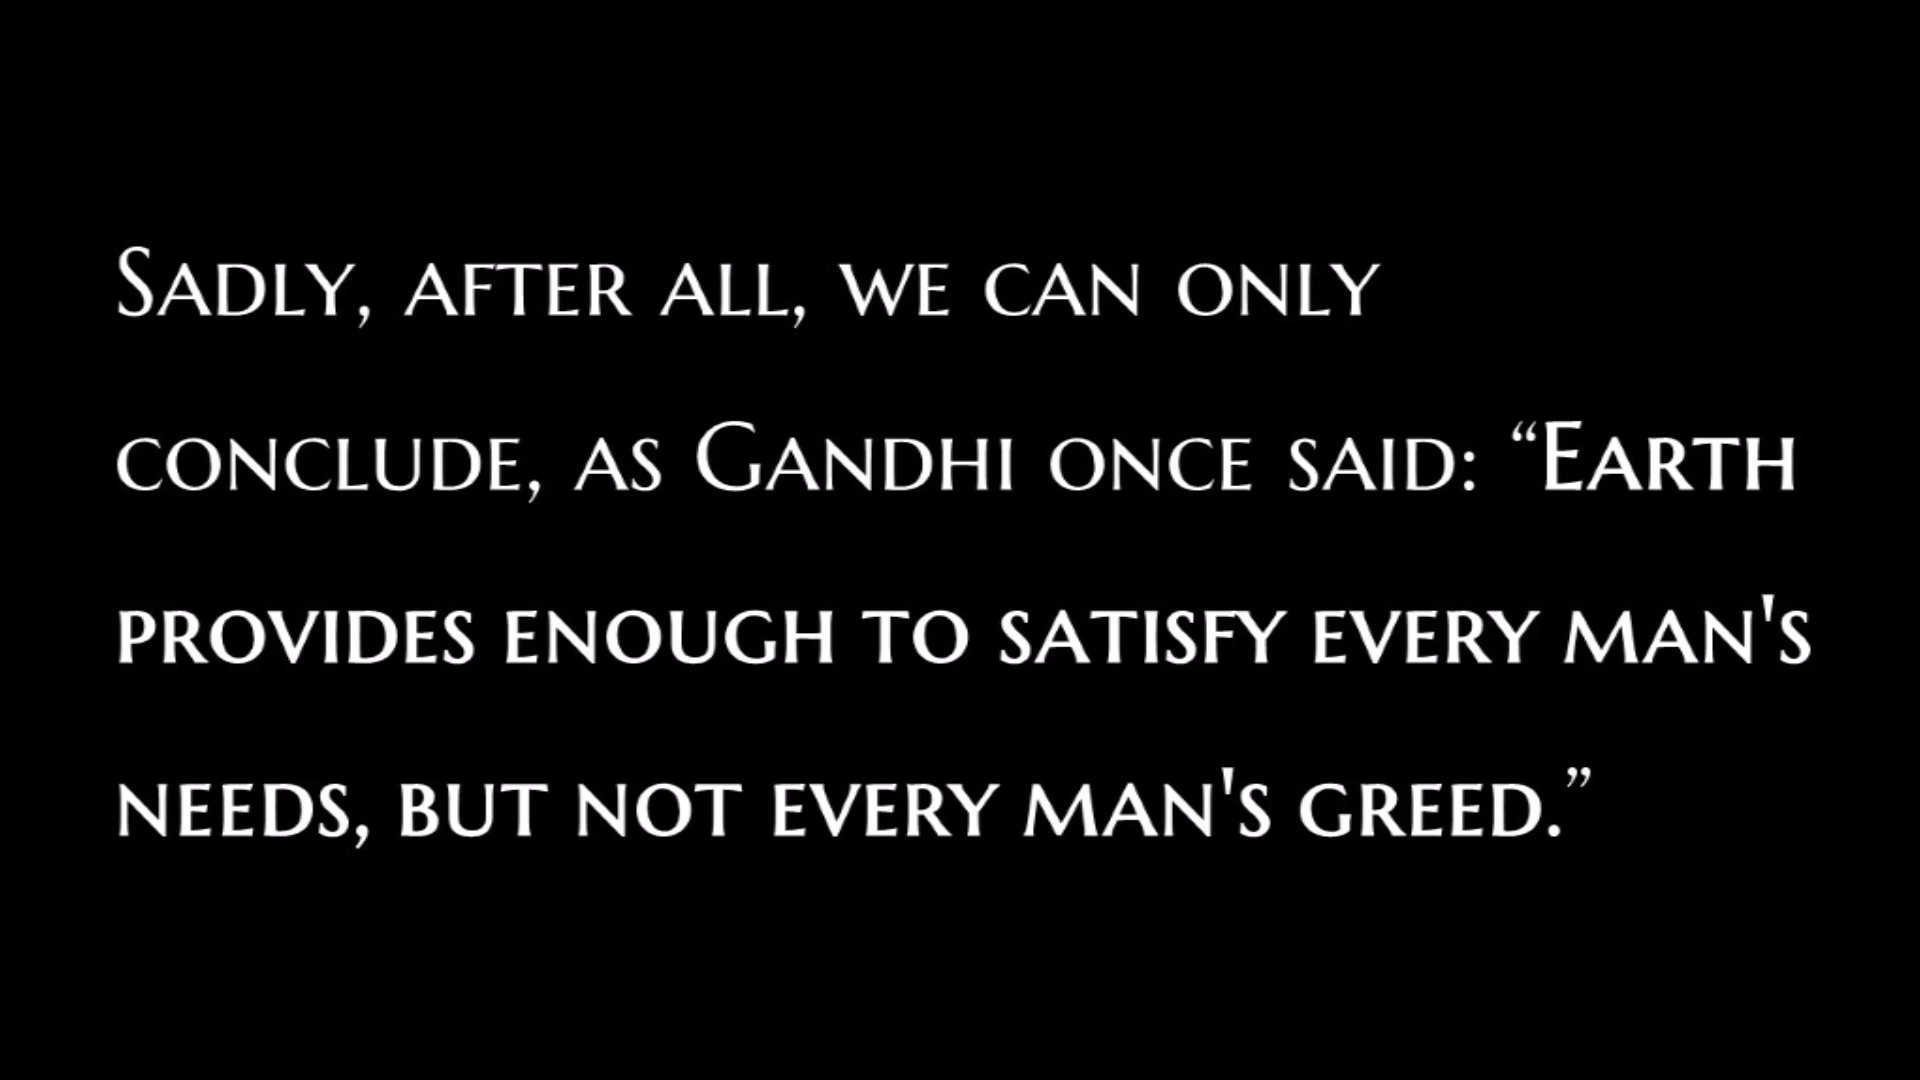 Sadly, after all, we can only
conclude, as Gandhi once said: “Earth
provides enough to satisfy every man's
needs, but not every man's greed.”